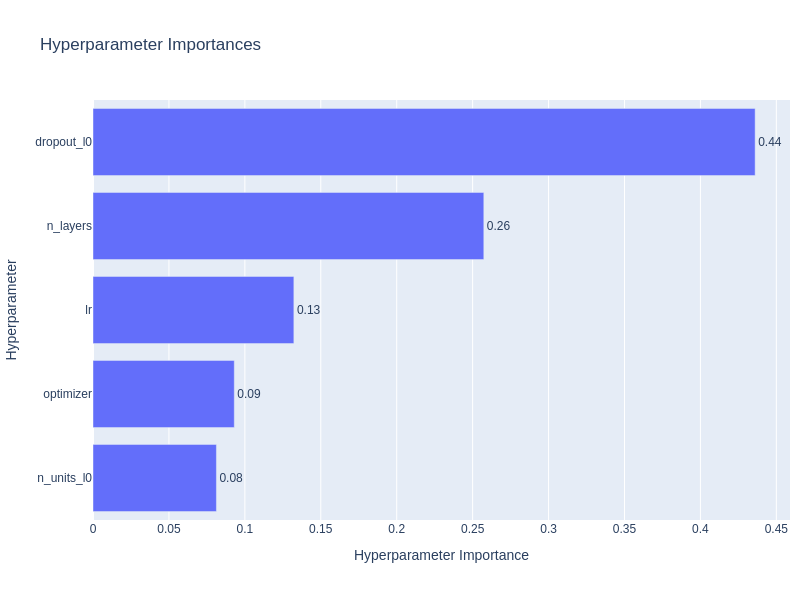 Hyperparameter Importances
dropout_l0
0.44
n_layers
0.26
lr
0.13
optimizer
0.09
n_units_l0
0.08
0
0.05
0.1
0.15
0.2
0.25
0.3
0.35
0.4
0.45
Hyperparameter Importance
Hyperparameter